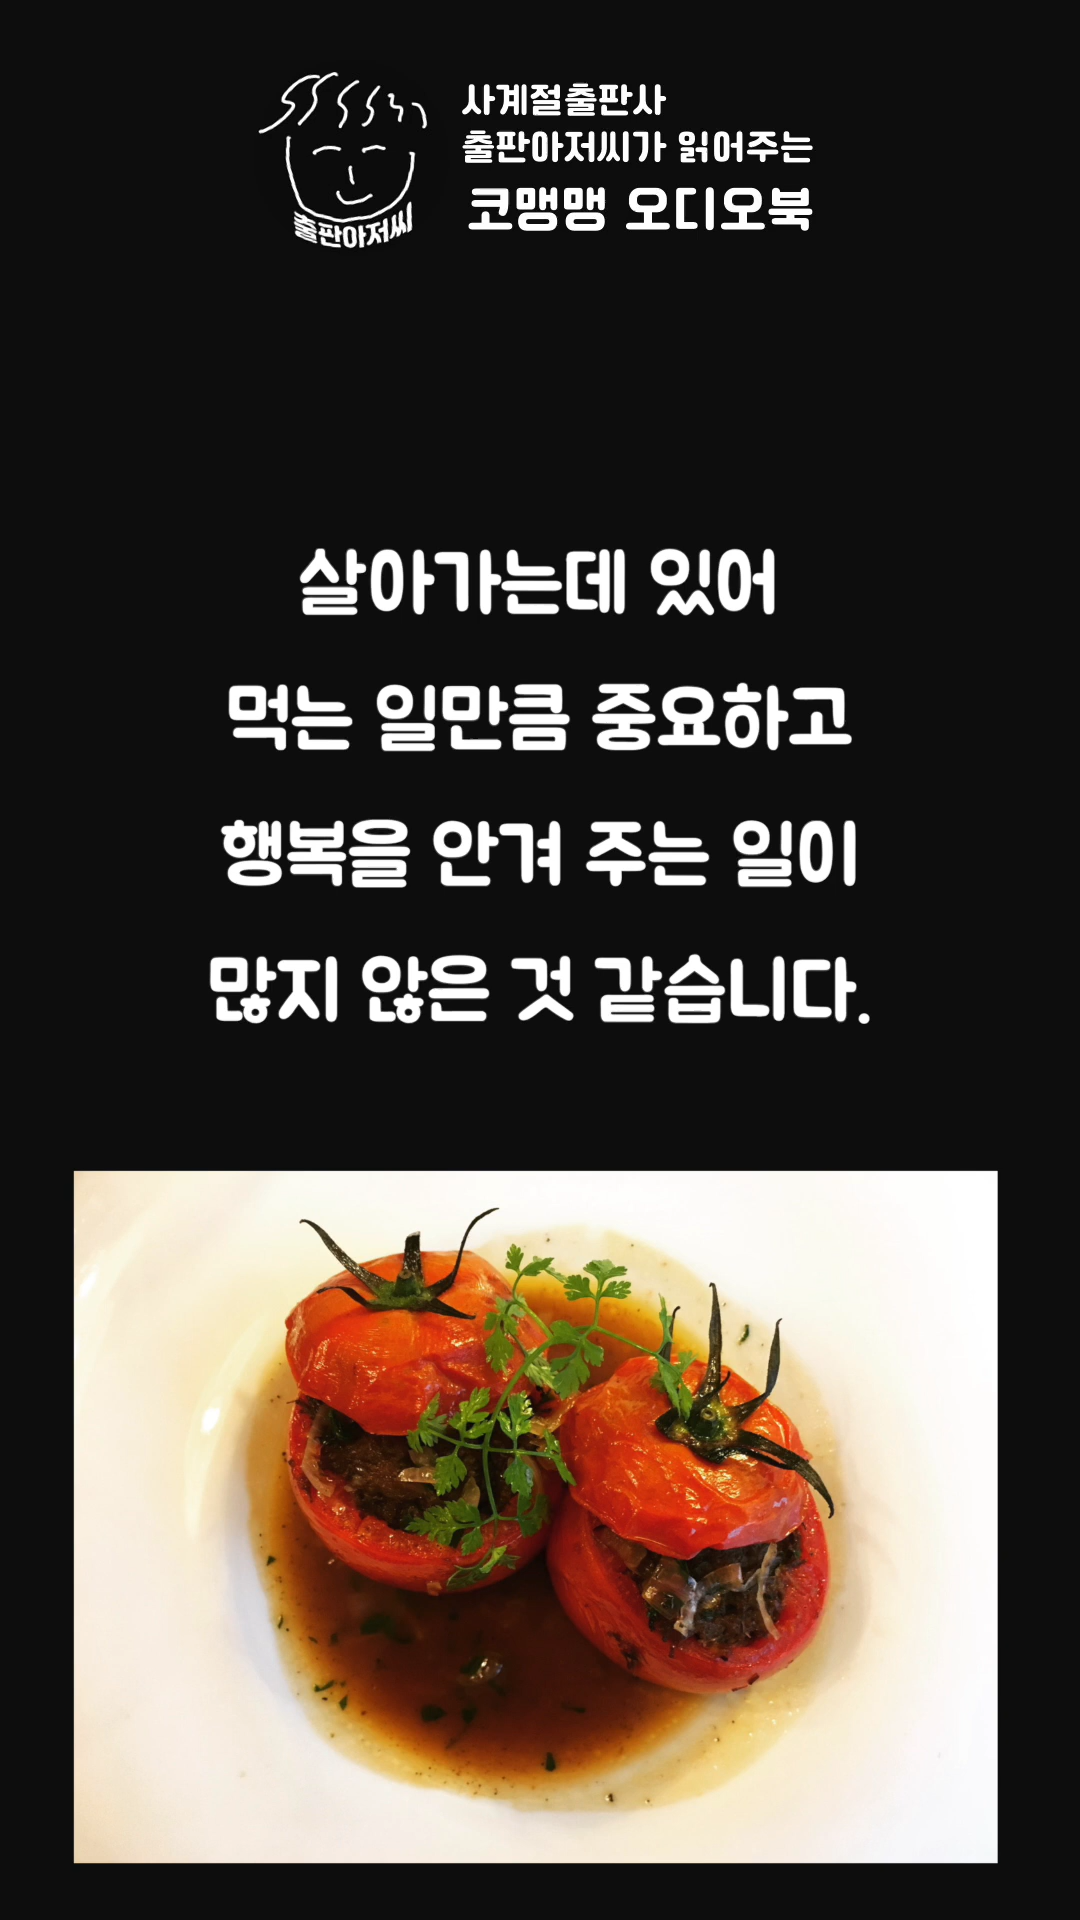 사계절출판사
출판아저씨가 읽어주는
코맹맹 오디오북
출판아저씨
살아가는데 있어
먹는 일만큼 중요하고
행복을 안겨 주는 일이
많지 않은 것 같습니다.